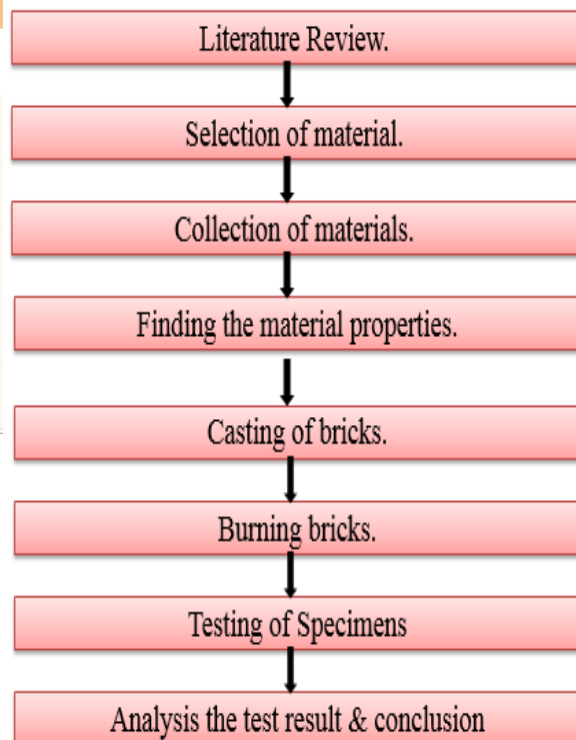 Literature Review.
Selection of material.
Collection of materials.
Finding the material properties.
Casting of bricks.
Burning bricks.
Testing of Specimens
Analysis the test result & conclusion